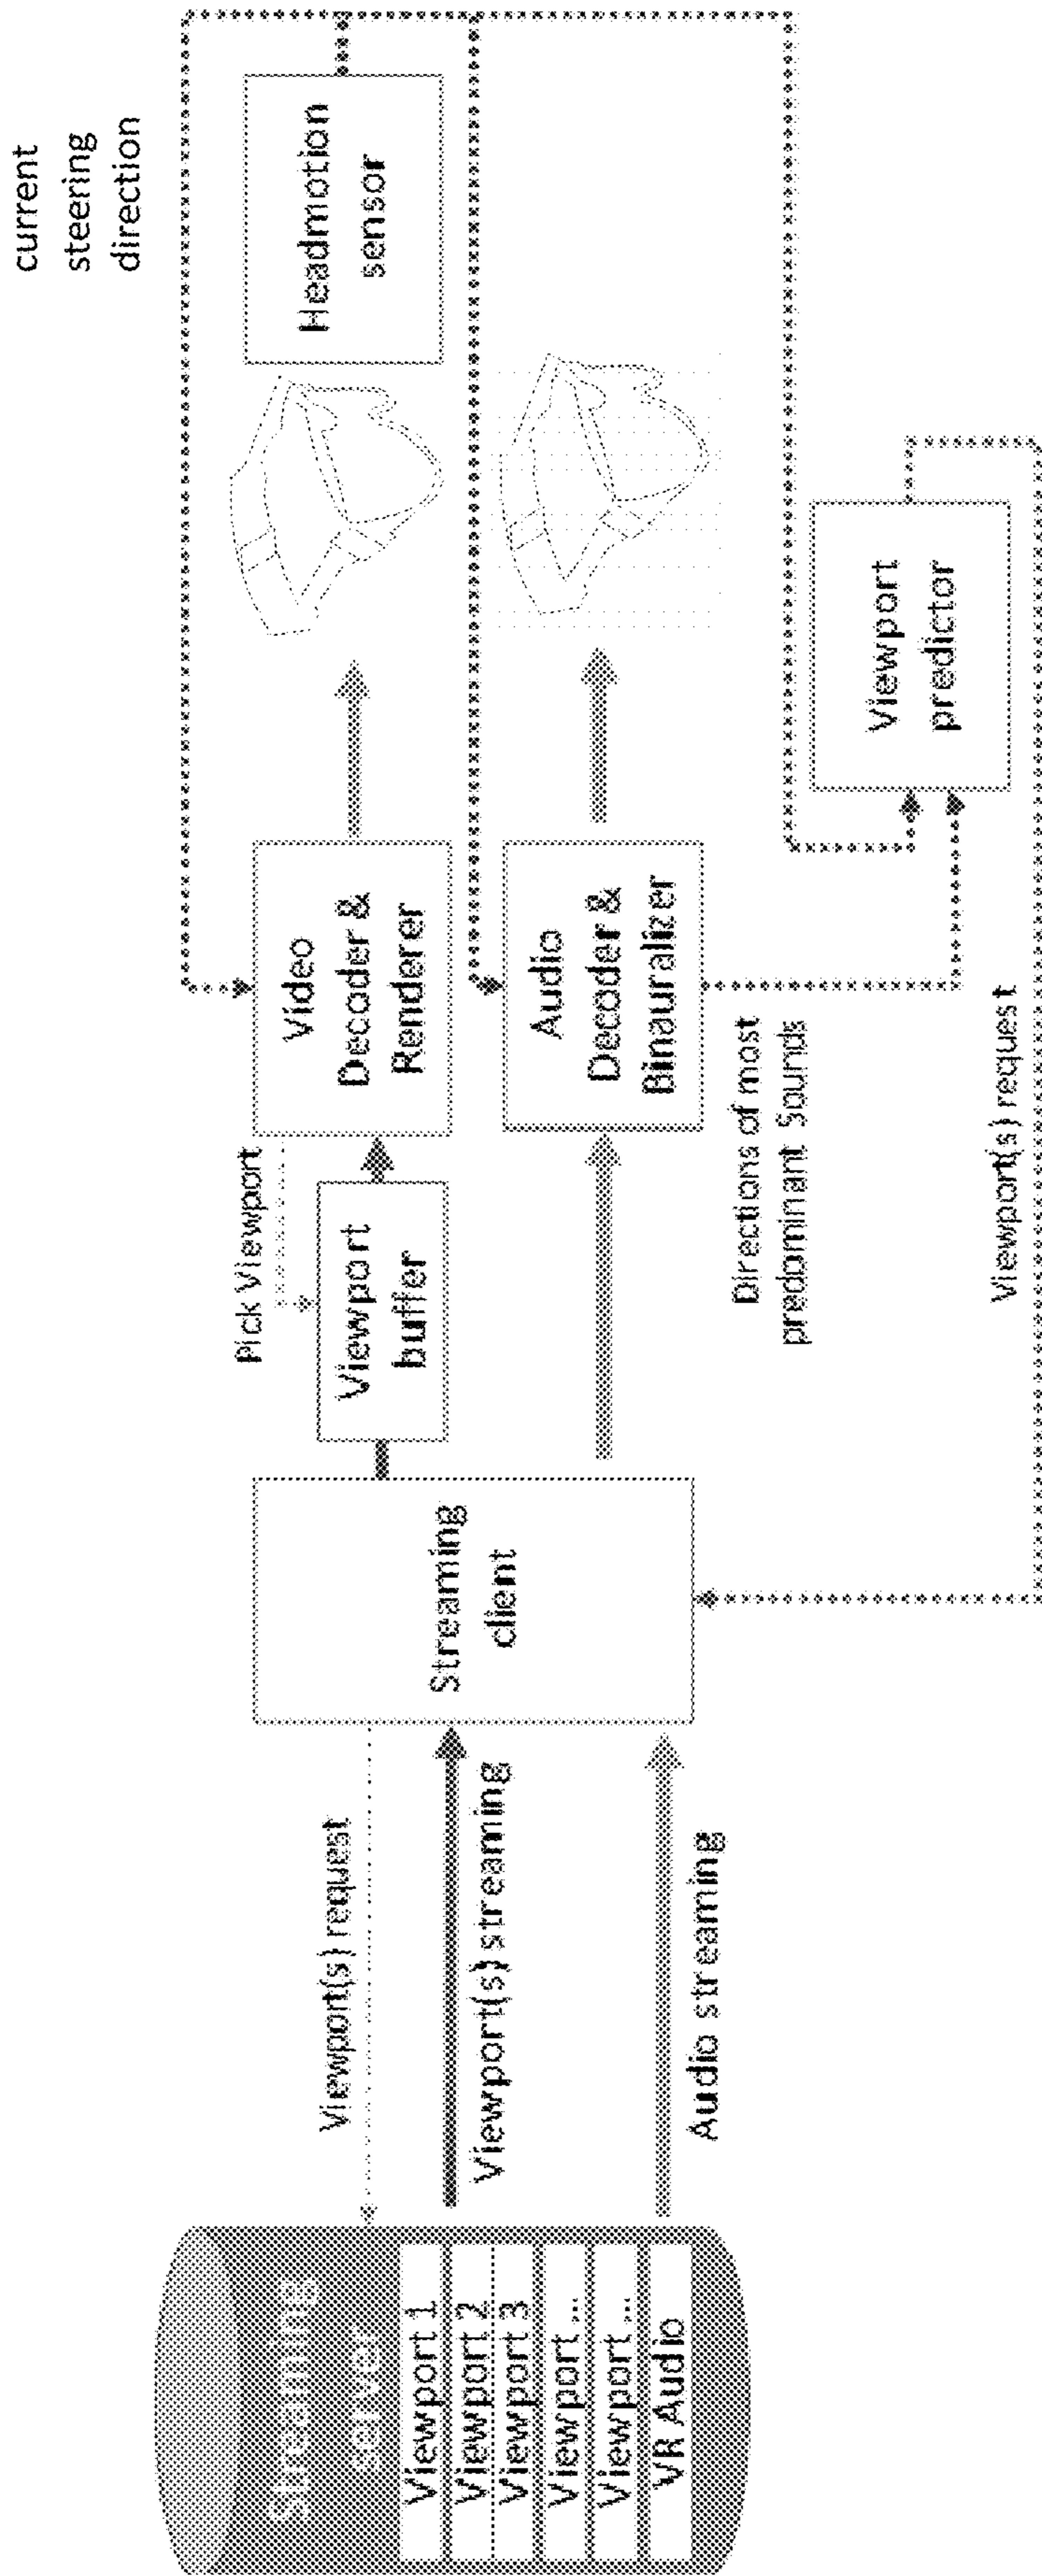 Streaming
server
Viewport 1
Viewport 2
Viewport 3
Viewport ...
Viewport ...
VR Audio
Viewport(s) request
Viewport(s) streaming
Audio streaming
Streaming
client
Pick Viewport
Viewport
buffer
Video
Decoder &
Renderer
Audio
Decoder &
Binauralizer
Directions of most
predominant Sounds
Viewport(s) request
Viewport
predictor
Headmotion
sensor
current
steering
direction